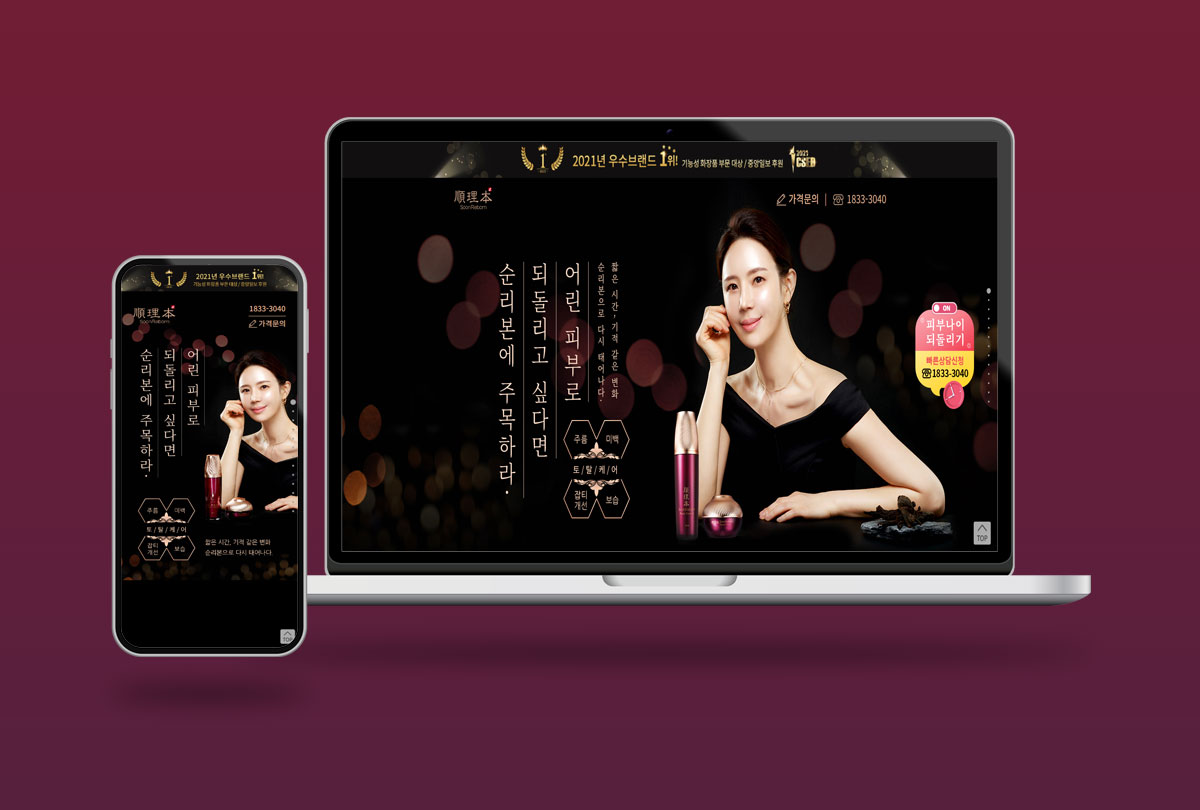 2021년 우수브랜드 1위!
기능성 화장품 부문 대상 / 중앙일보 후원
2021
順理本
SoonReborn
가격문의 | 1833-3040
짧은 시간, 기적 같은 변화
순리본으로 다시 태어나다.
어린 피부로
되돌리고 싶다면
순리본에 주목하라.
주름
미백
토/탈/케/어
잡티
개선
보습
ON
피부나이
되돌리기
빠른상담신청
1833-3040
TOP
2021년 우수브랜드 1위!
기능성 화장품 부문 대상 / 중앙일보 후원
順理本
SoonReborn
1833-3040
가격문의
어린 피부로
되돌리고 싶다면
순리본에 주목하라.
주름
미백
토/탈/케/어
잡티
개선
보습
짧은 시간, 기적 같은 변화
순리본으로 다시 태어나다.
TOP